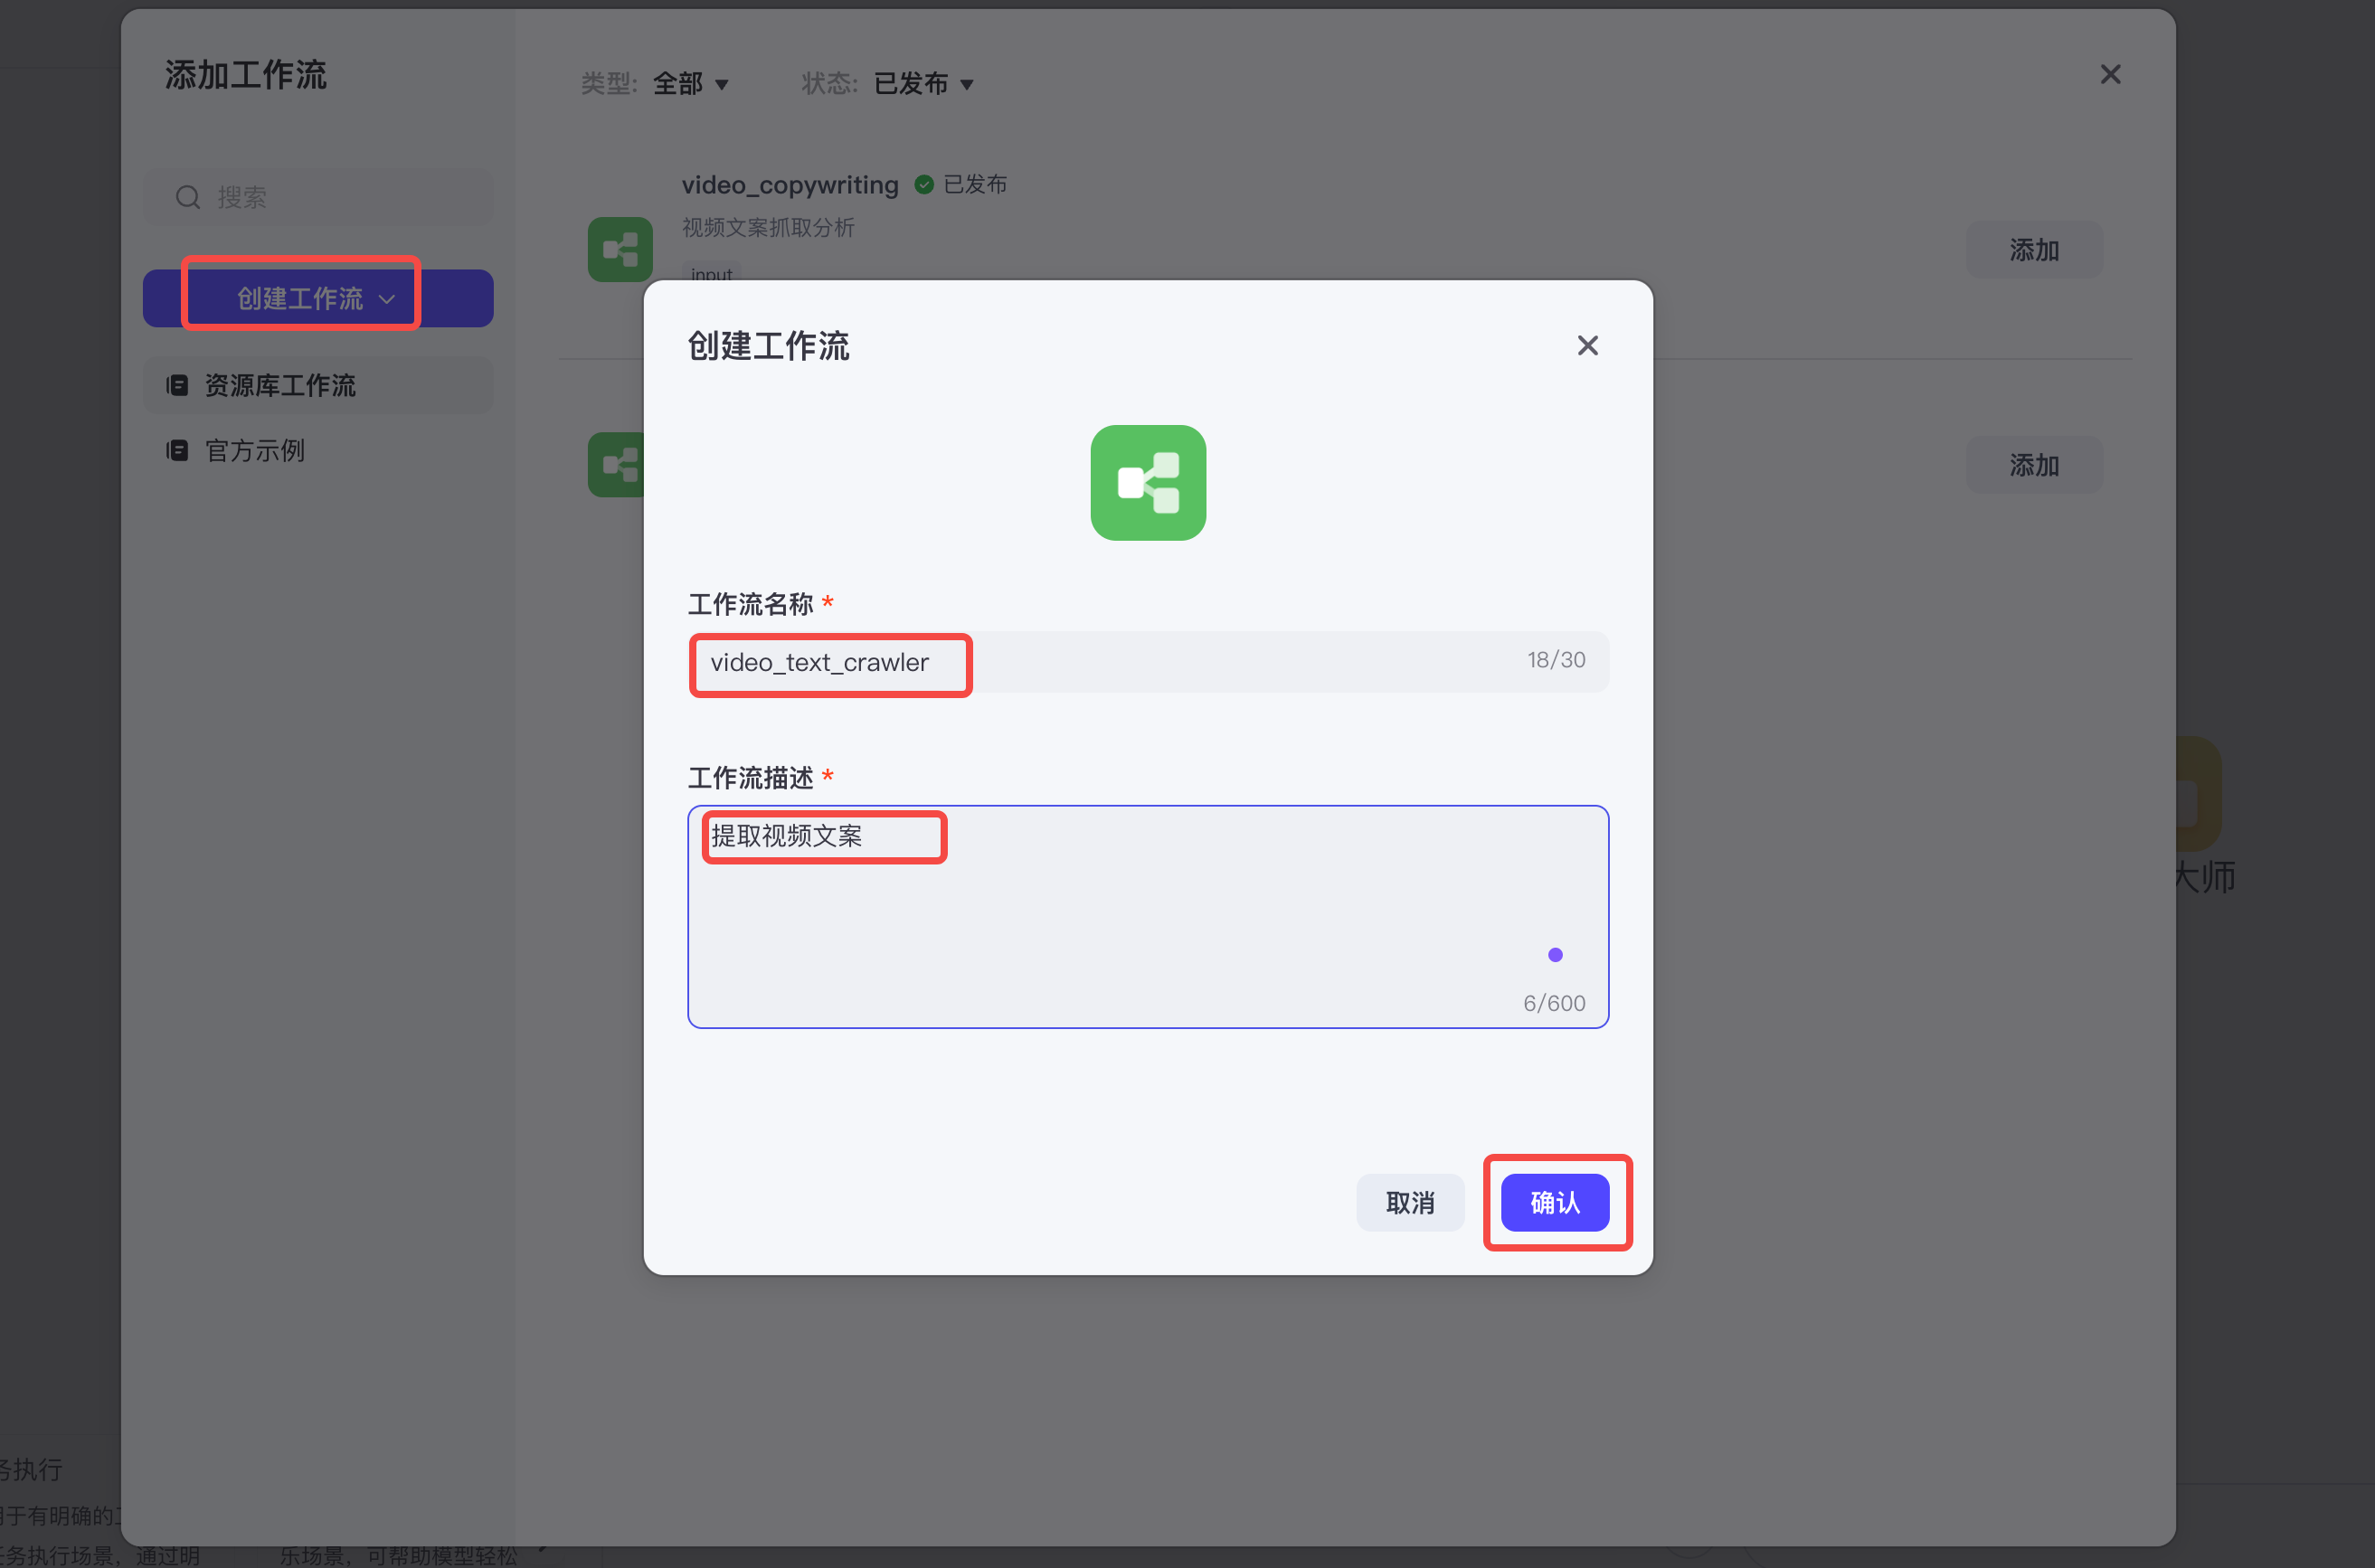 添加工作流
类型: 全部
状态: 已发布
搜索
创建工作流
资源库工作流
官方示例
video_copywriting 已发布
视频文案抓取分析
input
添加
添加
创建工作流
工作流名称 *
video_text_crawler
18/30
工作流描述 *
提取视频文案
6/600
取消
确认
大师
务执行
用于有明确的
任务执行场景，通过明
乐场景，可帮助模型轻松